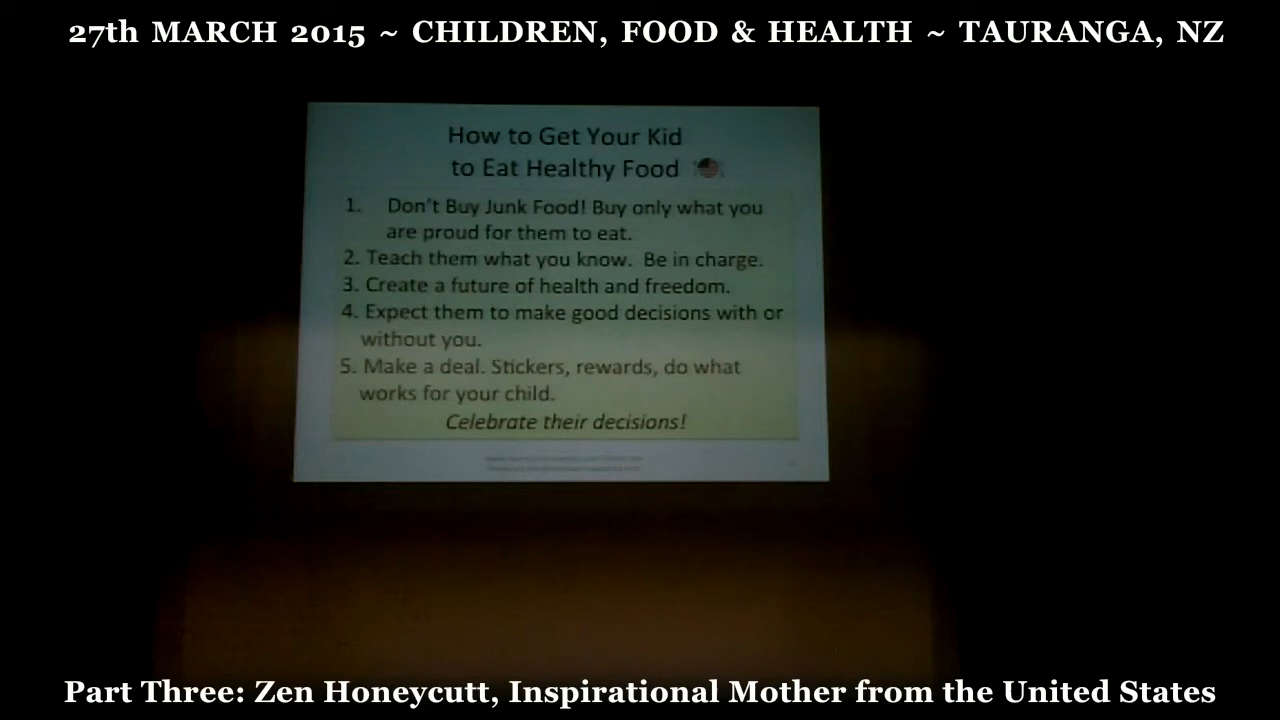 27th MARCH 2015 ~ CHILDREN, FOOD & HEALTH ~ TAURANGA, NZ
How to Get Your Kid
to Eat Healthy Food
1. Don't Buy Junk Food! Buy only what you
are proud for them to eat.
2. Teach them what you know. Be in charge.
3. Create a future of health and freedom.
4. Expect them to make good decisions with or
without you.
5. Make a deal. Stickers, rewards, do what
works for your child.
Celebrate their decisions!
Part Three: Zen Honeycutt, Inspirational Mother from the United States